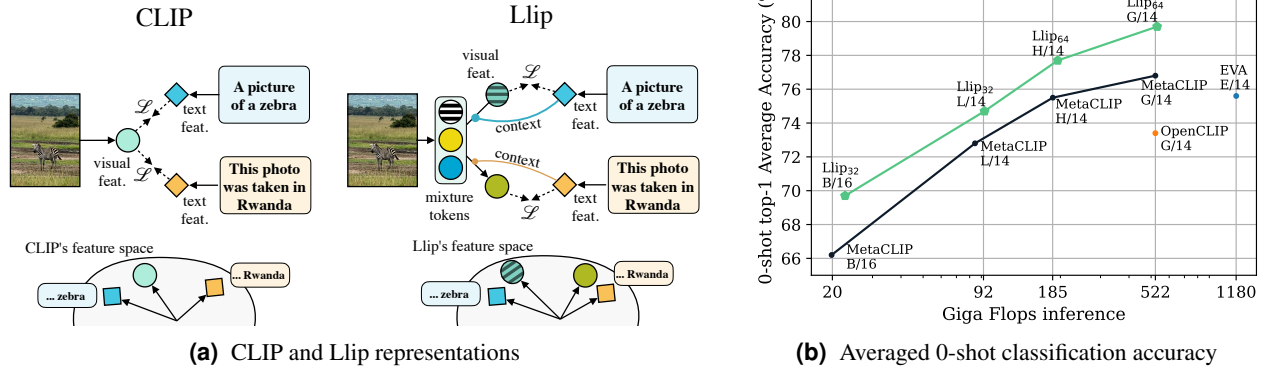 CLIP
A picture
of a zebra
ℒ
text
feat.
visual
feat.
ℒ
This photo
was taken in
Rwanda
text
feat.
CLIP's feature space
... zebra
... Rwanda
Llip
visual
feat.
ℒ
A picture
of a zebra
text
feat.
context
context
This photo
was taken in
Rwanda
mixture
tokens
ℒ
text
feat.
Llip's feature space
... zebra
... Rwanda
(a) CLIP and Llip representations
0-shot top-1 Average Accuracy (
80
78
76
74
72
70
68
66
Llip64
G/14
Llip64
H/14
MetaCLIP
G/14
EVA
E/14
Llip32
L/14
MetaCLIP
H/14
OpenCLIP
G/14
MetaCLIP
L/14
Llip32
B/16
MetaCLIP
B/16
20 92 185 522 1180
Giga Flops inference
(b) Averaged 0-shot classification accuracy